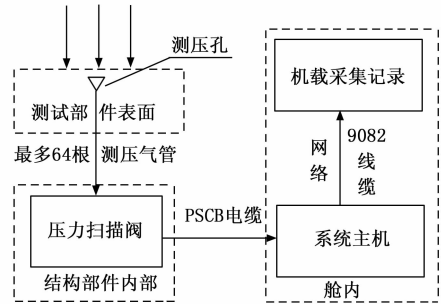 测压孔
测试部件表面
最多64根 测压气管
压力扫描阀
结构部件内部
PSCB电缆
机载采集记录
网络
9082
线缆
系统主机
舱内